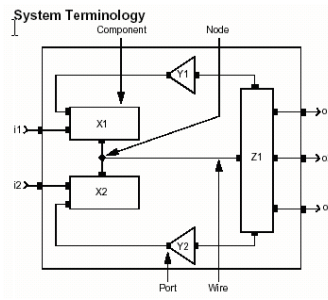 System Terminology
Component
Node
Y1
X1
i1
Z1
o
o
i2
X2
o
Y2
Port
Wire